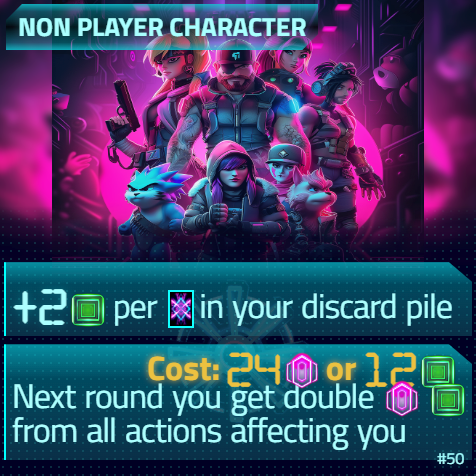 NON PLAYER CHARACTER
+2 per in your discard pile
Cost: 24 or 12
Next round you get double
from all actions affecting you
#50